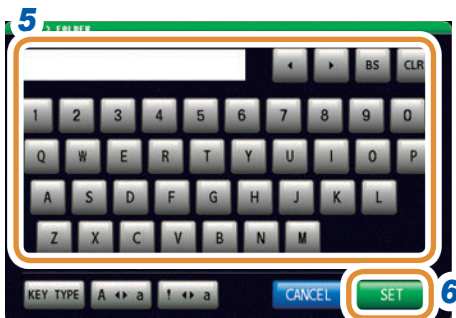 5
> FOLDER
◂ ▸ BS CLR
1 2 3 4 5 6 7 8 9 0
Q W E R T Y U I O P
A S D F G H J K L
Z X C V B N M
KEY TYPE A ◂▸ a ! ◂▸ a CANCEL SET 6